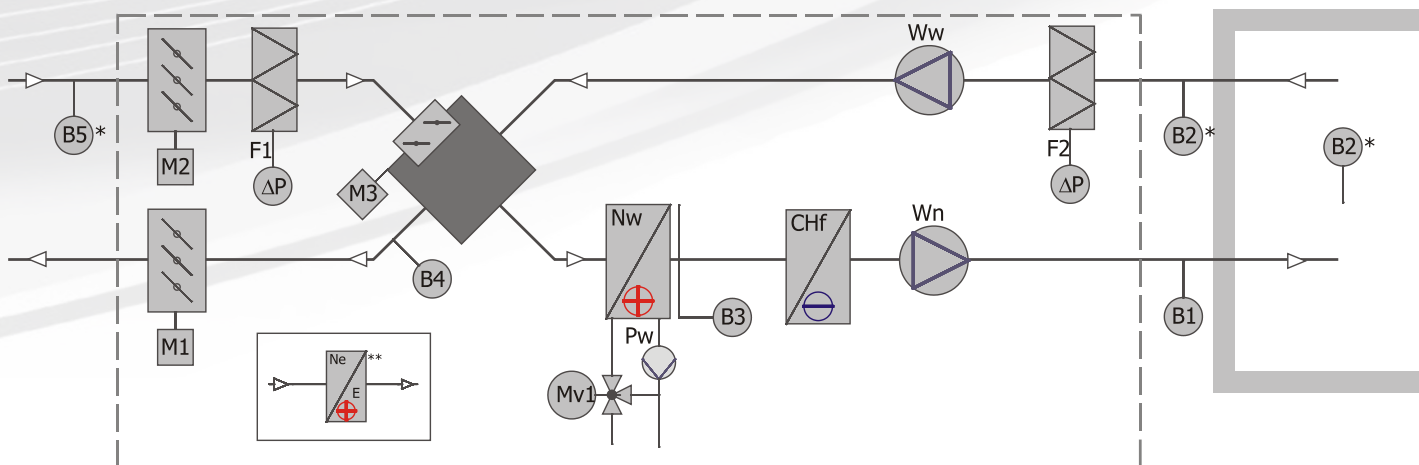 Ww
B5*
M2
F1
ΔP
M3
F2
ΔP
B2*
B2*
Nw
CHf
Wn
B4
M1
Pw
B3
B1
Ne
**
E
Mv1